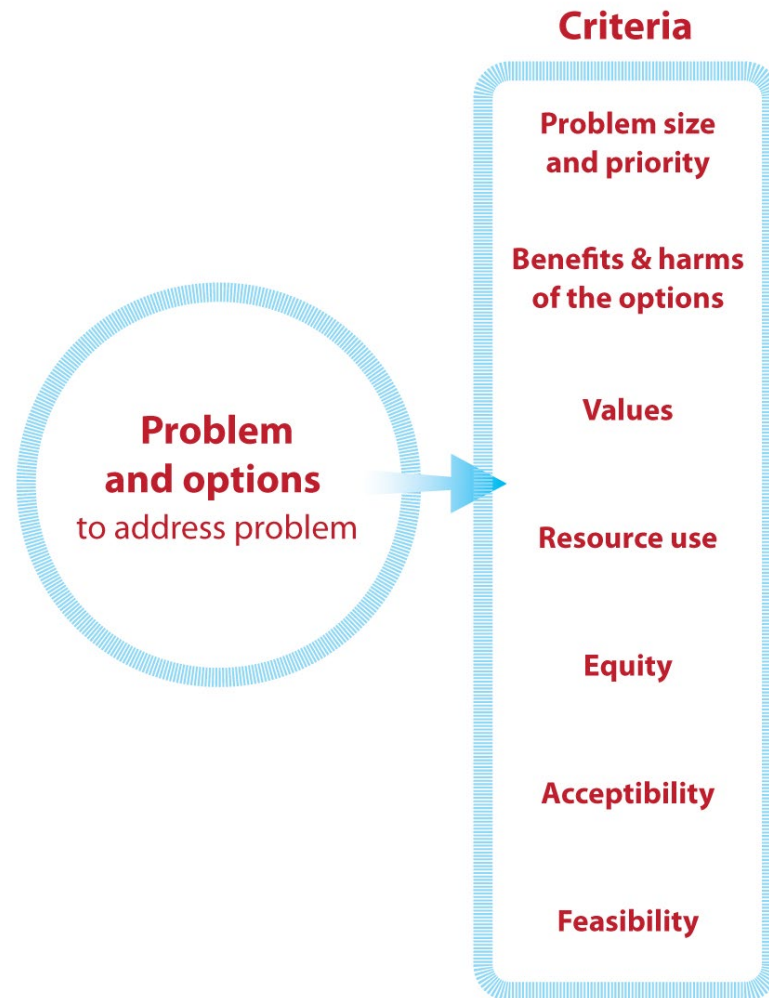 Criteria
Problem size
and priority
Benefits & harms
of the options
Values
Problem
and options
to address problem
Resource use
Equity
Acceptibility
Feasibility